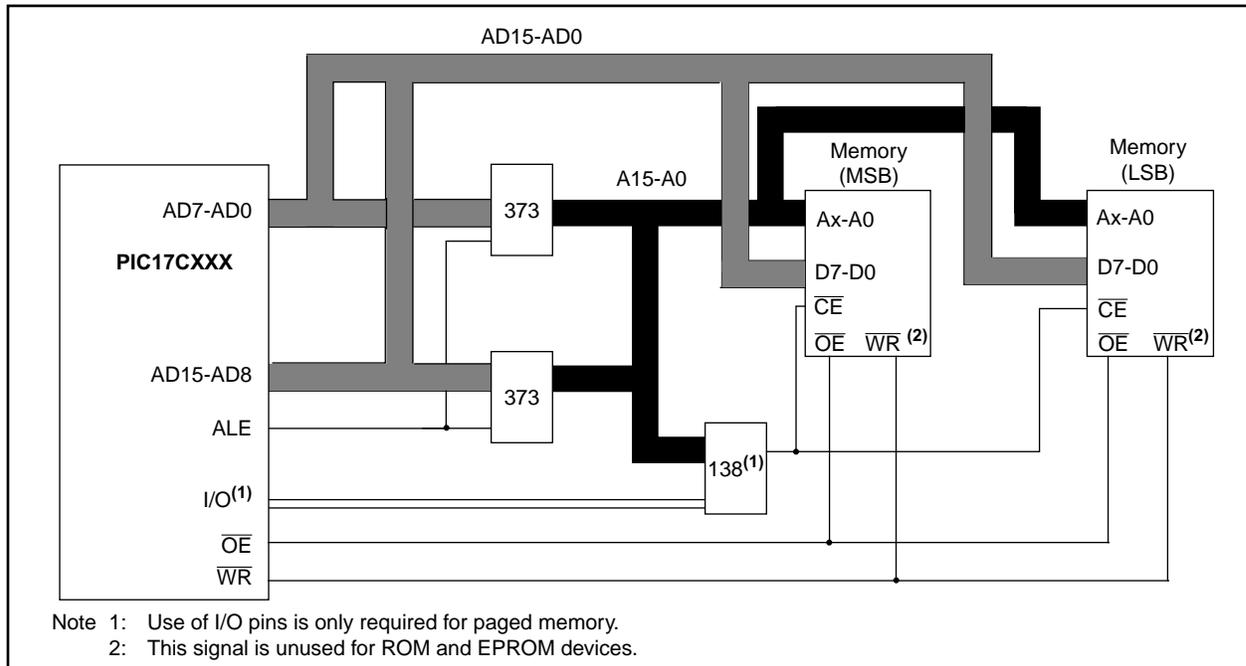 AD15-AD0
Memory
(MSB)
Memory
(LSB)
A15-A0
AD7-AD0
373
Ax-A0
Ax-A0
PIC17CXXX
D7-D0
D7-D0
CE
CE
OE WR(2)
OE WR(2)
AD15-AD8
373
ALE
138(1)
I/O(1)
OE
WR
Note 1: Use of I/O pins is only required for paged memory.
2: This signal is unused for ROM and EPROM devices.